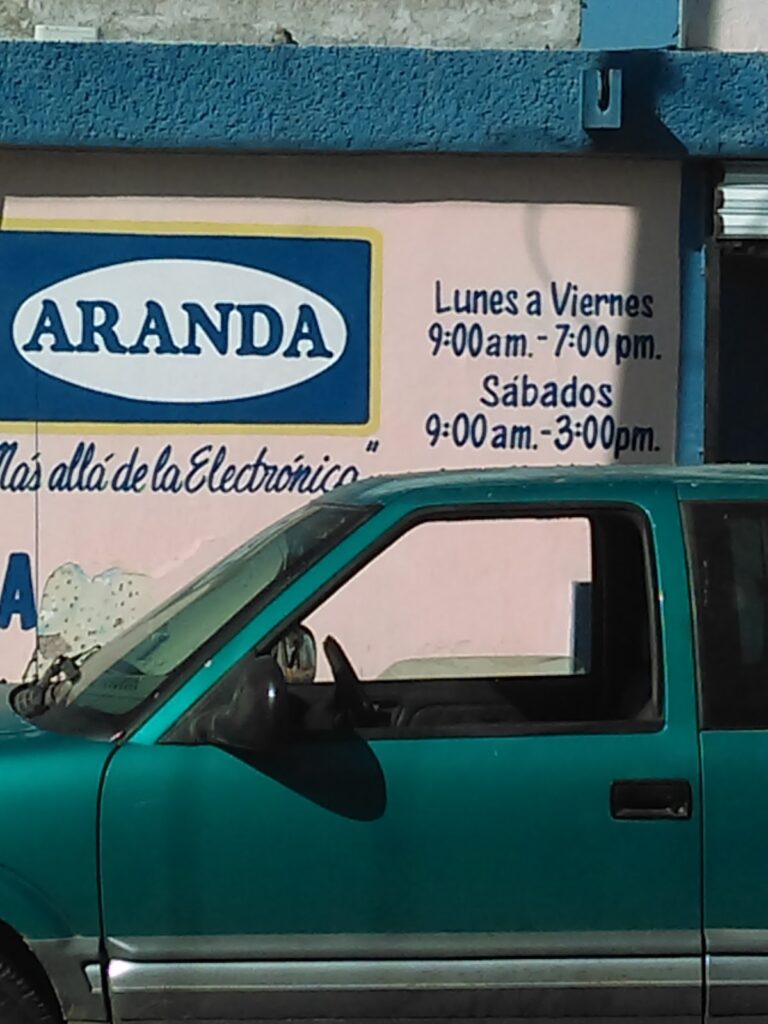 ARANDA
Lunes a Viernes
9:00 am. - 7:00 pm.
Sábados
9:00 am. - 3:00 pm.
Más allá de la Electrónica"
A